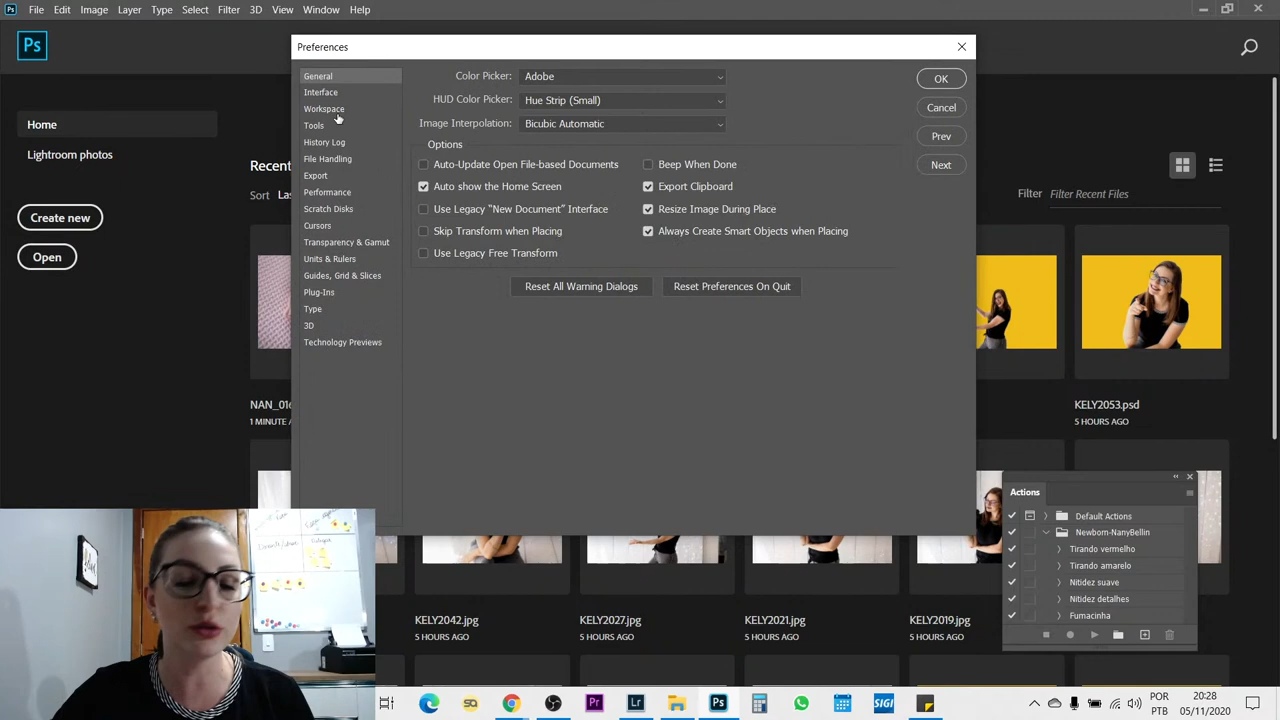 Ps File Edit Image Layer Type Select Filter 3D View Window Help
Ps
Home
Lightroom photos
Create new
Open
Sort
Filter Filter Recent Files
Preferences
General
Interface
Workspace
Tools
History Log
File Handling
Export
Performance
Scratch Disks
Cursors
Transparency & Gamut
Units & Rulers
Guides, Grid & Slices
Plug-Ins
Type
3D
Technology Previews
Color Picker: Adobe
HUD Color Picker: Hue Strip (Small)
Image Interpolation: Bicubic Automatic
Options
Auto-Update Open File-based Documents
Beep When Done
Auto show the Home Screen
Export Clipboard
Use Legacy “New Document” Interface
Resize Image During Place
Skip Transform when Placing
Always Create Smart Objects when Placing
Use Legacy Free Transform
Reset All Warning Dialogs
Reset Preferences On Quit
OK
Cancel
Prev
Next
KELY2053.psd
5 HOURS AGO
KELY2042.jpg
5 HOURS AGO
KELY2027.jpg
5 HOURS AGO
KELY2021.jpg
5 HOURS AGO
KELY2019.jpg
5 HOURS AGO
Actions
Default Actions
Newborn-NanyBellin
Tirando vermelho
Tirando amarelo
Nitidez suave
Nitidez detalhes
Fumacinha
Pr
Lr
Ps
SIGI
POR
PTB
20:28
05/11/2020